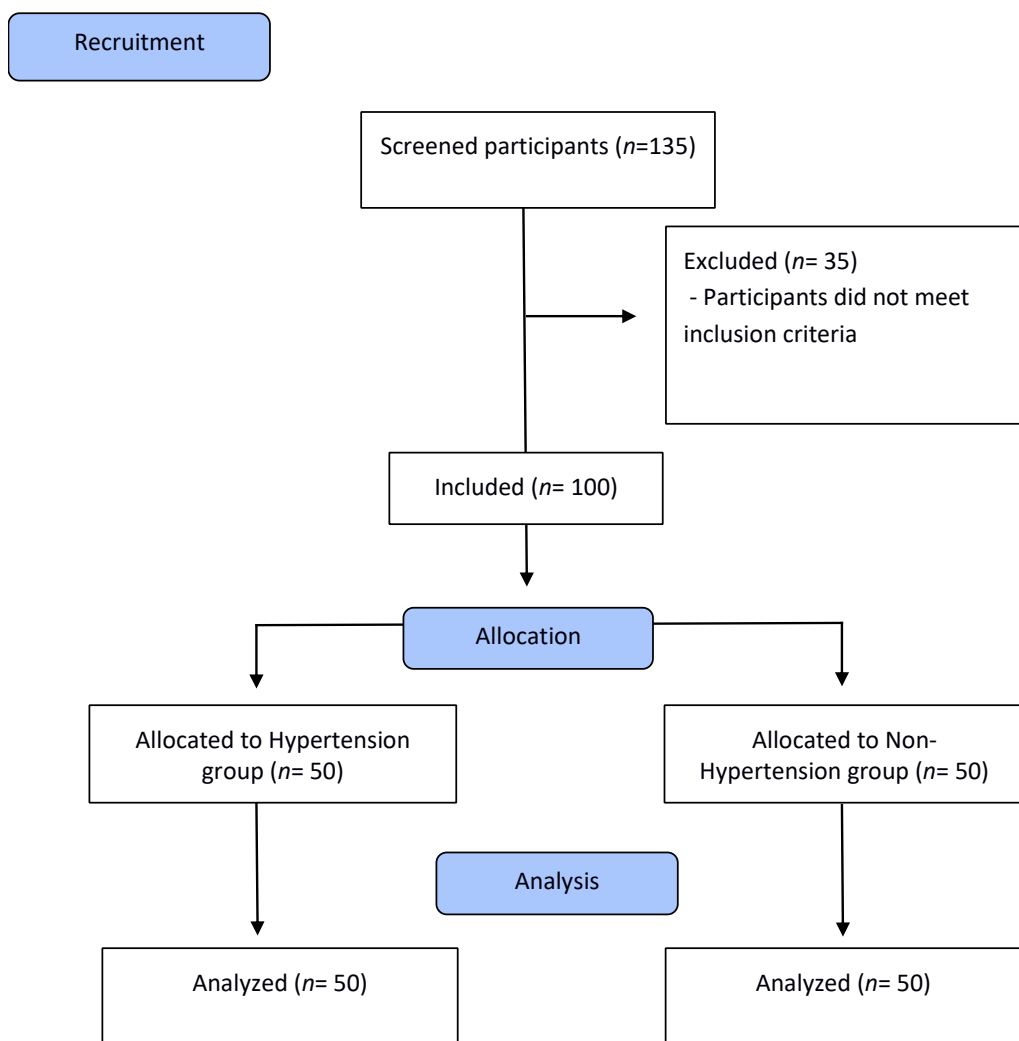 Recruitment
Screened participants (n=135)
Excluded (n= 35)
- Participants did not meet
inclusion criteria
Included (n= 100)
Allocation
Allocated to Hypertension
group (n= 50)
Allocated to Non-
Hypertension group (n= 50)
Analysis
Analyzed (n= 50)
Analyzed (n= 50)